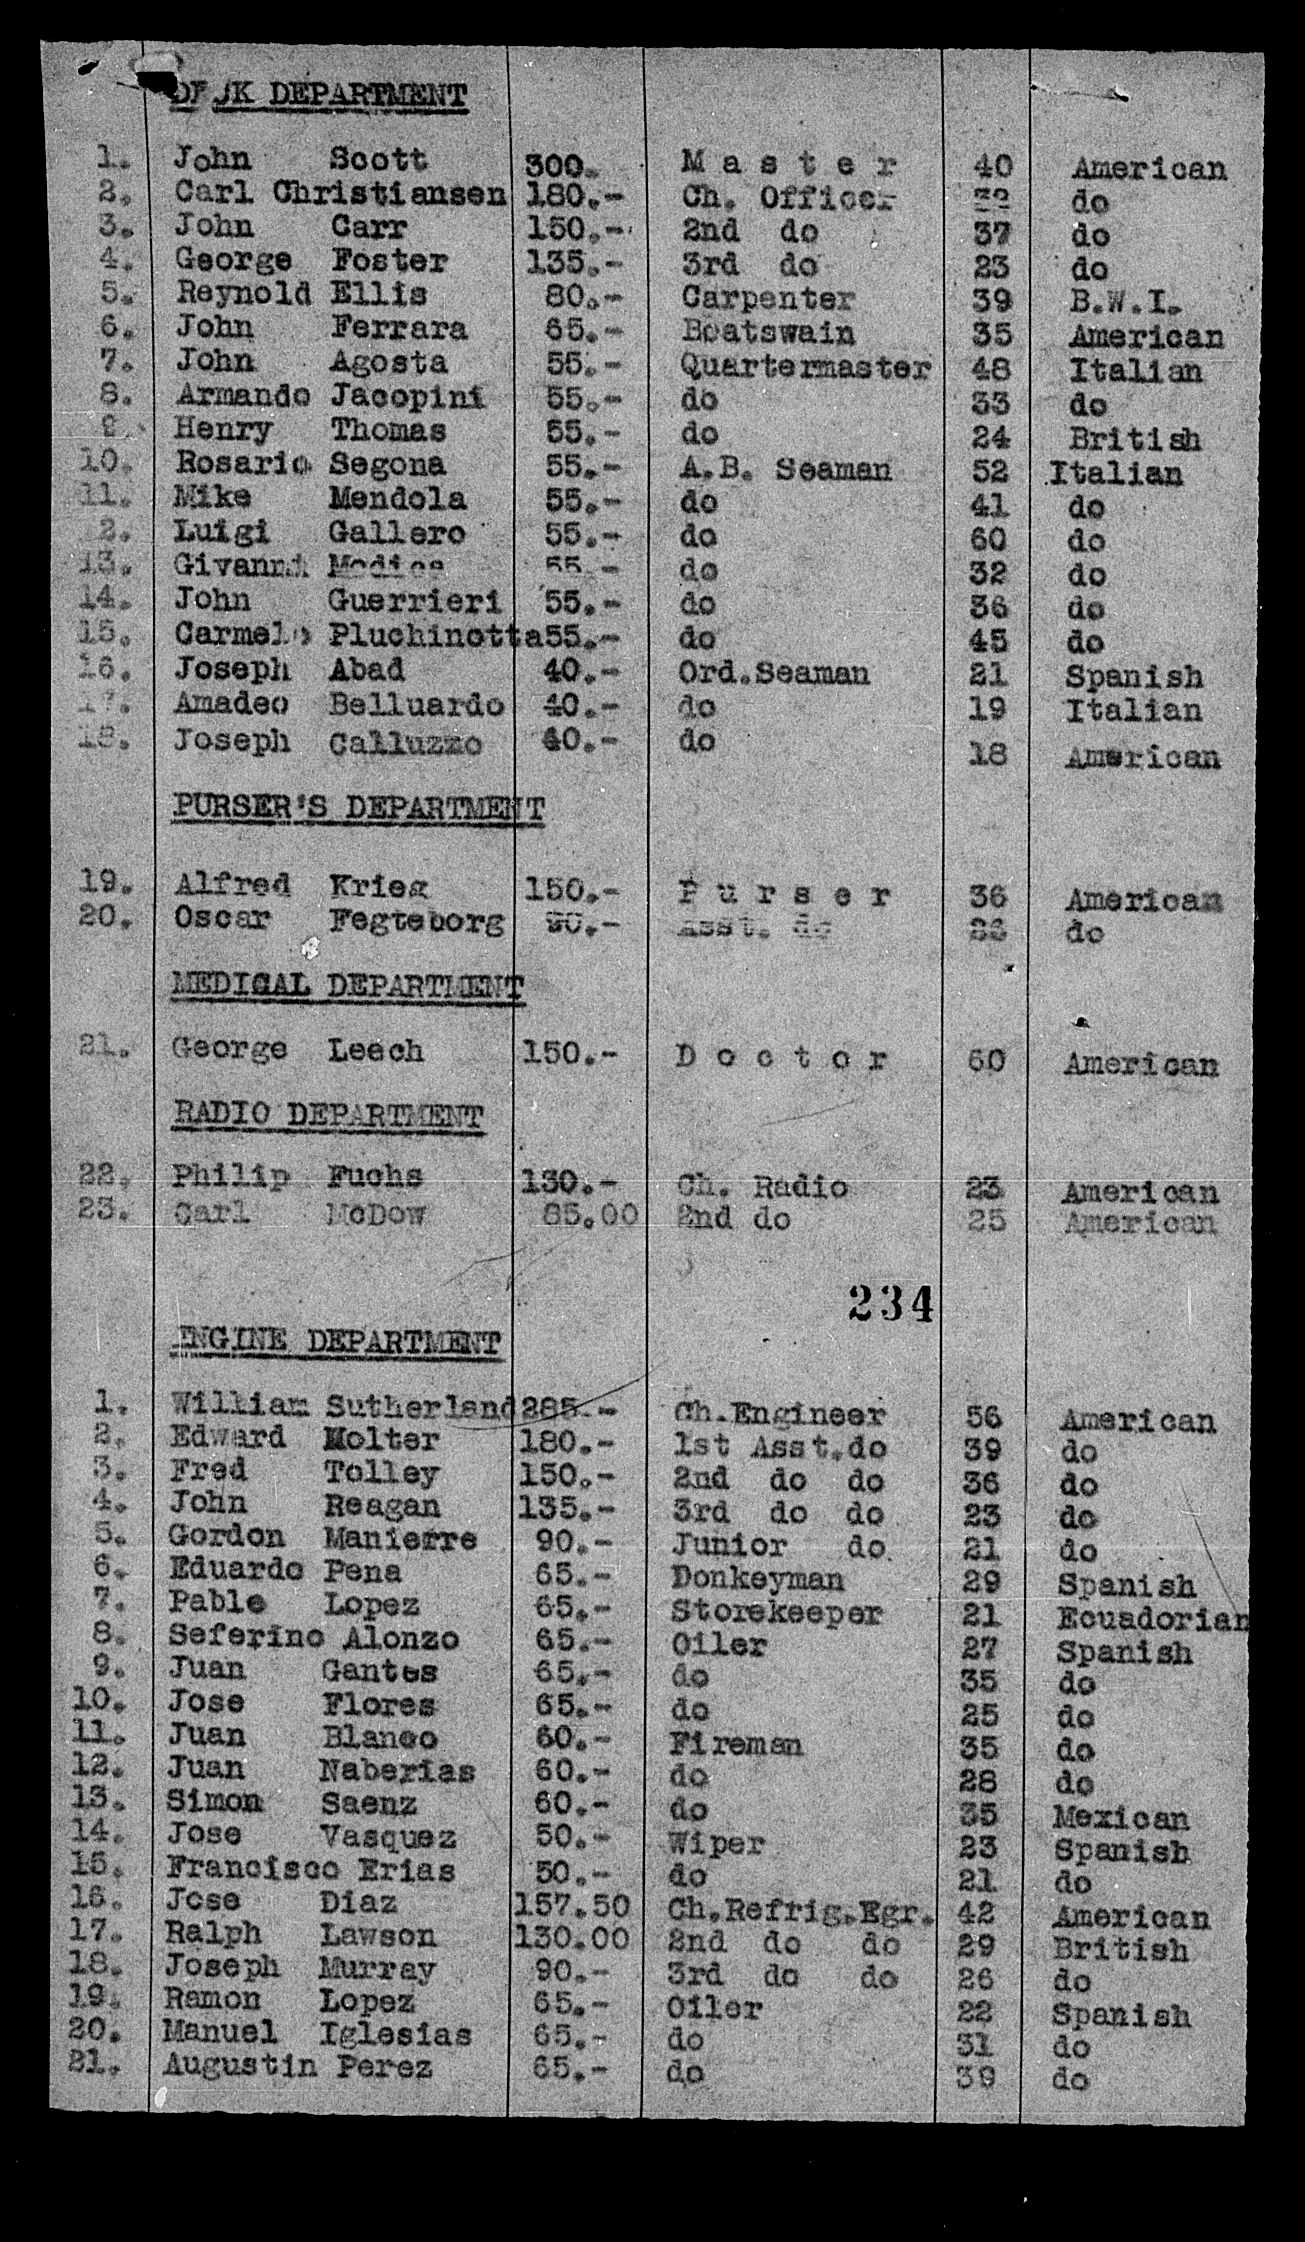 DEPARTMENT
1. John Scott 300. Master 40 American
2. Carl Christiansen 180.- Ch. Officer do
3. John Carr 150.- 2nd do 37 do
4. George Foster 135.- 3rd do 23 do
5. Reynold Ellis 80.- Carpenter 39 B.W.I.
6. John Ferrara 65.- Boatswain 35 American
7. John Agosta 55.- Quartermaster 48 Italian
8. Armando Jacopini 55.- do 33 do
9. Henry Thomas 55.- do 24 British
10. Rosario Segona 55.- A.B. Seaman 52 Italian
11. Mike Mendola 55.- do 41 do
2. Luigi Gallero 55.- do 60 do
13. Givanni 55.- do 32 do
14. John Guerrieri 55.- do 36 do
15. Carmelo Pluchinotta 55.- do 45 do
16. Joseph Abad 40.- Ord.Seaman 21 Spanish
17. Amadeo Belluardo 40.- do 19 Italian
18. Joseph Calluzzo 40.- do 18 American
PURSER'S DEPARTMENT
19. Alfred Krieg 150.- Purser 36 American
20. Oscar Fegteborg 90.- Asst. do do
MEDICAL DEPARTMENT
21. George Leech 150.- Doctor 60 American
RADIO DEPARTMENT
22. Philip Fuchs 130.- Ch. Radio 23 American
23. Carl McDow 85.00 2nd do 25 American
234
ENGINE DEPARTMENT
1. William Sutherland 285.- Ch.Engineer 56 American
2. Edward Molter 180.- 1st Asst.do 39 do
3. Fred Tolley 150.- 2nd do do 36 do
4. John Reagan 135.- 3rd do do 23 do
5. Gordon Manierre 90.- Junior do 21 do
6. Eduardo Pena 65.- Donkeyman 29 Spanish
7. Pable Lopez 65.- Storekeeper 21 Ecuadorian
8. Seferino Alonzo 65.- Oiler 27 Spanish
9. Juan Gantes 65.- do 35 do
10. Jose Flores 65.- do 25 do
11. Juan Blanco 60.- Fireman 35 do
12. Juan Naberias 60.- do 28 do
13. Simon Saenz 60.- do 35 Mexican
14. Jose Vasquez 50.- Wiper 23 Spanish
15. Francisco Erias 50.- do 21 do
16. Jose Diaz 157.50 Ch.Refrig.Egr. 42 American
17. Ralph Lawson 130.00 2nd do do 29 British
18. Joseph Murray 90.- 3rd do do 26 do
19. Ramon Lopez 65.- Oiler 22 Spanish
20. Manuel Iglesias 65.- do 31 do
21. Augustin Perez 65.- do 39 do